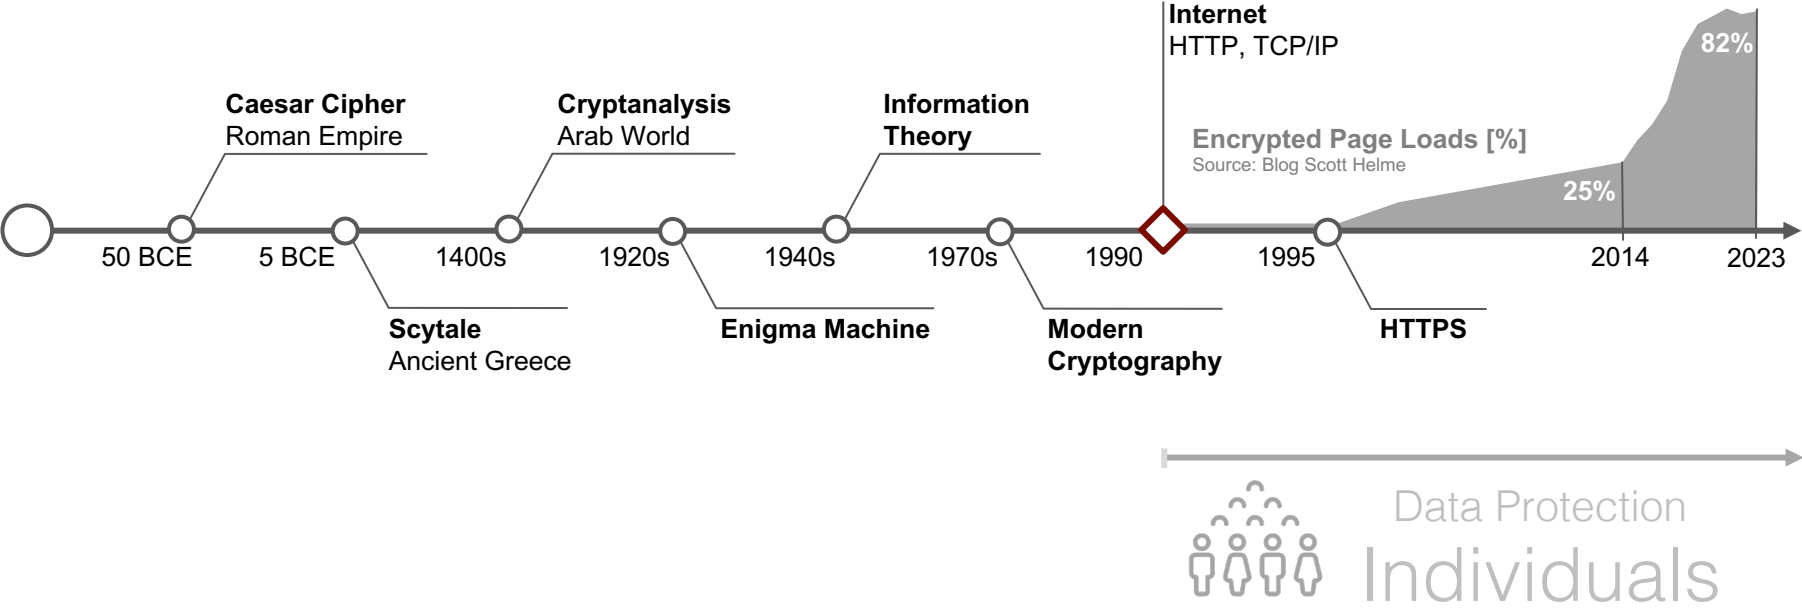 Internet
HTTP, TCP/IP
82%
Caesar Cipher
Roman Empire
Cryptanalysis
Arab World
Information
Theory
Encrypted Page Loads [%]
Source: Blog Scott Helme
25%
50 BCE
5 BCE
1400s
1920s
1940s
1970s
1990
1995
2014
2023
Scytale
Ancient Greece
Enigma Machine
Modern
Cryptography
HTTPS
Data Protection
Individuals